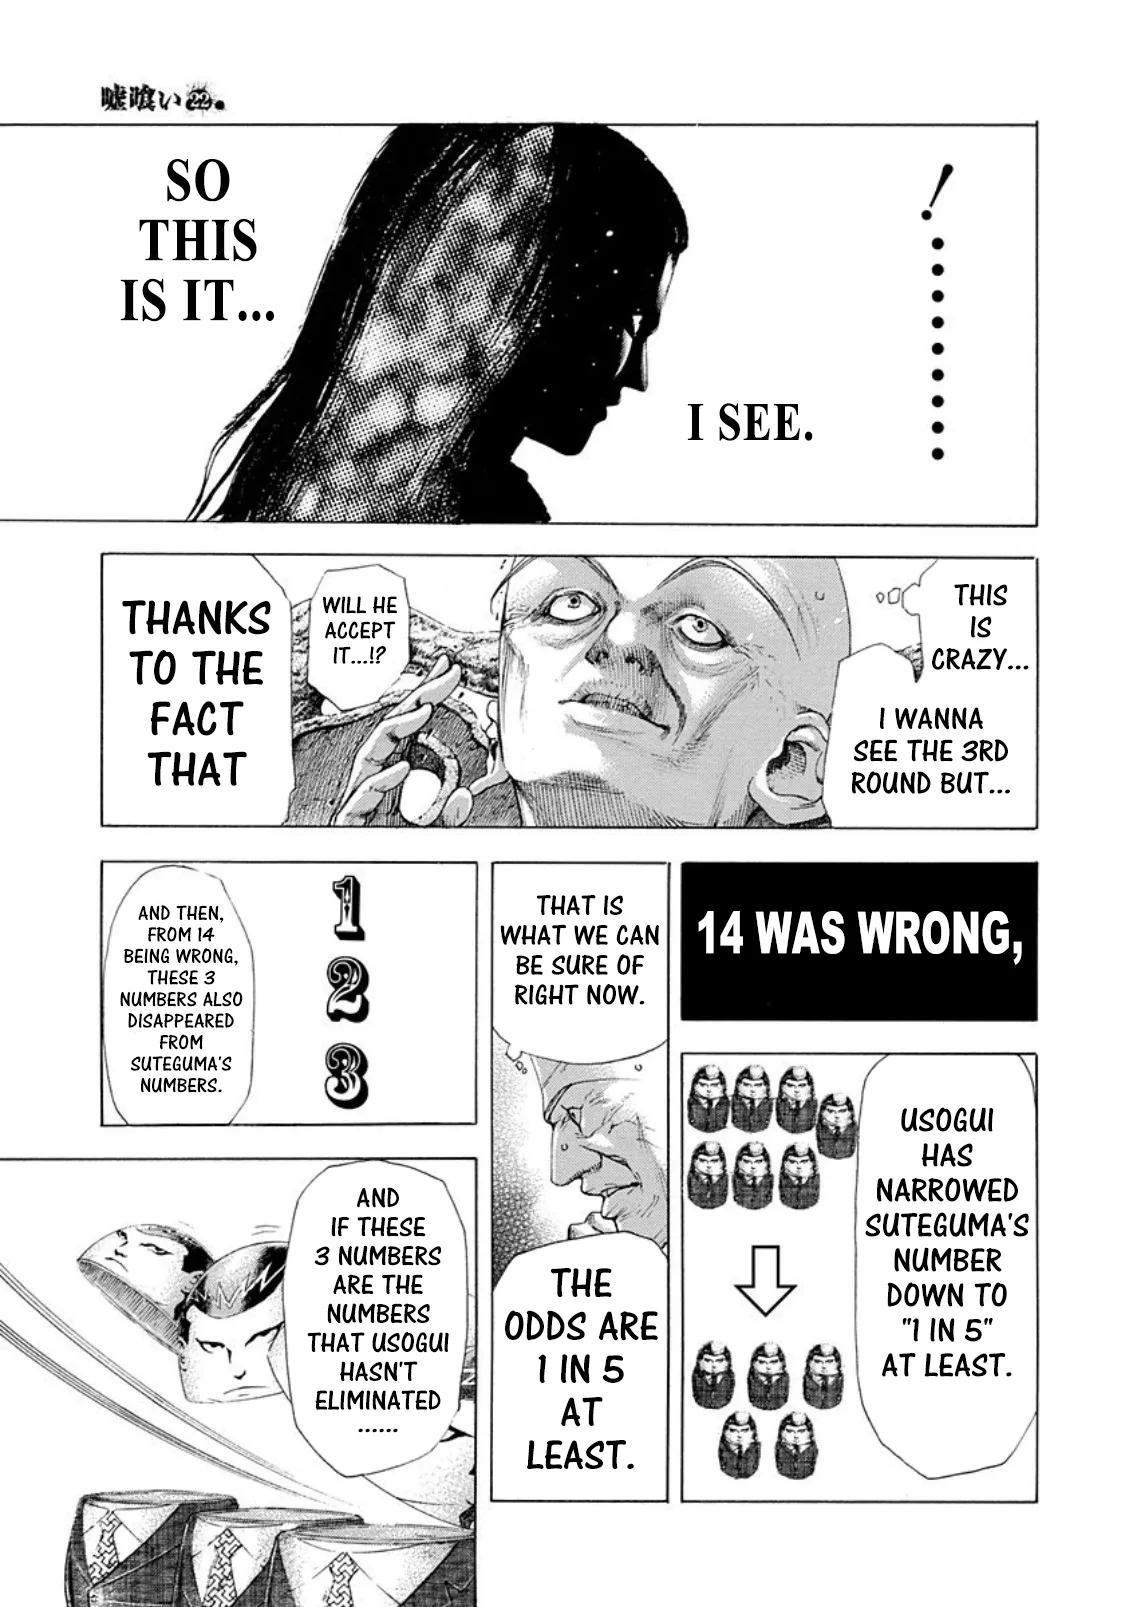 嘘喰い 22
!
I SEE.
SO
THIS
IS IT...
THIS
IS
CRAZY...
I WANNA
SEE THE 3RD
ROUND BUT...
WILL HE
ACCEPT
IT...!?
THANKS
TO THE
FACT
THAT
14 WAS WRONG,
USOGUI
HAS
NARROWED
SUTEGUMA'S
NUMBER
DOWN TO
"1 IN 5"
AT LEAST.
THAT IS
WHAT WE CAN
BE SURE OF
RIGHT NOW.
THE
ODDS ARE
1 IN 5
AT
LEAST.
1
2
3
AND THEN,
FROM 14
BEING WRONG,
THESE 3
NUMBERS ALSO
DISAPPEARED
FROM
SUTEGUMA'S
NUMBERS.
AND
IF THESE
3 NUMBERS
ARE THE
NUMBERS
THAT USOGUI
HASN'T
ELIMINATED
......